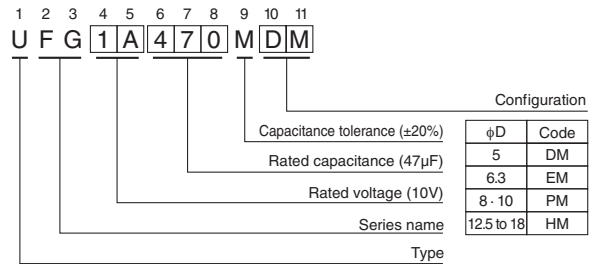 1 2 3 4 5 6 7 8 9 10 11
U F G 1 A 4 7 0 M D M
Configuration
Capacitance tolerance (±20%)
Rated capacitance (47µF)
Rated voltage (10V)
Series name
Type
ϕD Code
5 DM
6.3 EM
8 · 10 PM
12.5 to 18 HM